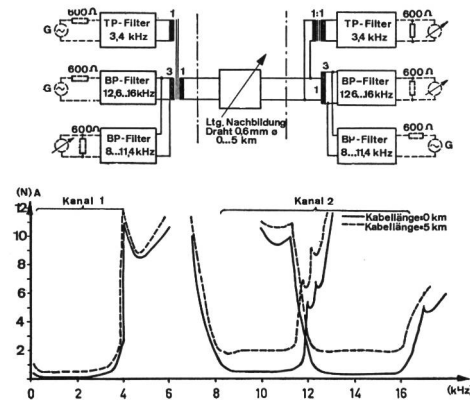 600Ω
G
TP-Filter
3,4 kHz
1
600Ω
G
BP-Filter
12,6..16kHz
3
1
600Ω
BP-Filter
8...11,4kHz
Ltg. Nachbildung
Draht 0,6mm ø
0...5 km
1:1
TP-Filter
3,4 kHz
600Ω
3
1
BP-Filter
126..16kHz
600Ω
BP-Filter
8...11,4 kHz
600Ω
G
(N) A
Kanal 1
Kanal 2
Kabellänge=0 km
Kabellänge=5 km
12
10
8
6
4
2
0
2
4
6
8
10
12
14
16
(kHz)